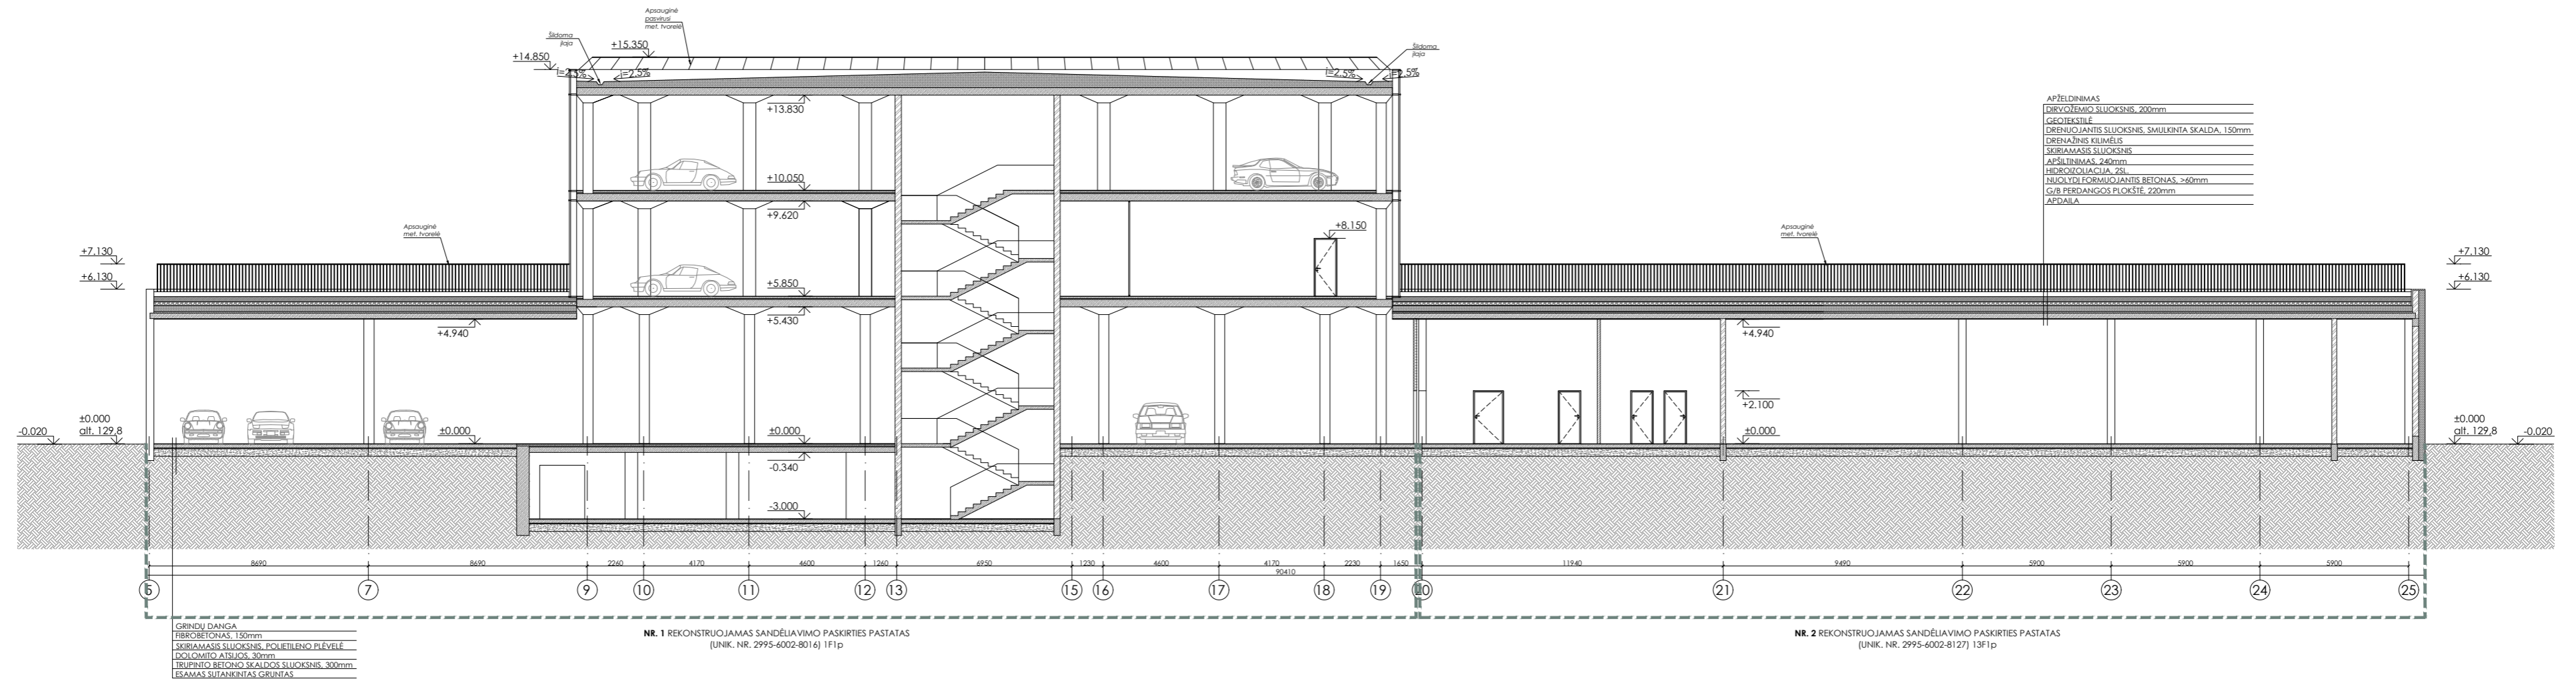 Apsauginė
pasvirusi
met. tvorelė
Šildoma
įlaja
+15.350
+14.850
i=2.5%
i=2.5%
Šildoma
įlaja
i=2.5%
i=2.5%
+13.830
APŽELDINIMAS
DIRVOŽEMIO SLUOKSNIS, 200mm
GEOTEKSTILĖ
DRENUOJANTIS SLUOKSNIS, SMULKINTA SKALDA, 150mm
DRENAŽINIS KILIMĖLIS
SKIRIAMASIS SLUOKSNIS
APŠILTINIMAS, 240mm
HIDROIZOLIACIJA, 2SL.
NUOLYDĮ FORMUOJANTIS BETONAS, >60mm
G/B PERDANGOS PLOKŠTĖ, 220mm
APDAILA
+10.050
+9.620
Apsauginė
met. tvorelė
+8.150
Apsauginė
met. tvorelė
+7.130
+6.130
+7.130
+6.130
+5.850
+5.430
+4.940
+4.940
+2.100
-0.020
±0.000
alt. 129,8
±0.000
±0.000
±0.000
±0.000
alt. 129,8
-0.020
-0.340
-3.000
8690 8690 2260 4170 4600 1260 6950 1230 4600 4170 2230 1650 11940 9490 5900 5900 5900
90410
6 7 9 10 11 12 13 15 16 17 18 19 20 21 22 23 24 25
GRINDŲ DANGA
FIBROBETONAS, 150mm
SKIRIAMASIS SLUOKSNIS, POLIETILENO PLĖVELĖ
DOLOMITO ATSIJOS, 30mm
TRUPINTO BETONO SKALDOS SLUOKSNIS, 300mm
ESAMAS SUTANKINTAS GRUNTAS
NR. 1 REKONSTRUOJAMAS SANDĖLIAVIMO PASKIRTIES PASTATAS
(UNIK. NR. 2995-6002-8016) 1F1p
NR. 2 REKONSTRUOJAMAS SANDĖLIAVIMO PASKIRTIES PASTATAS
(UNIK. NR. 2995-6002-8127) 13F1p